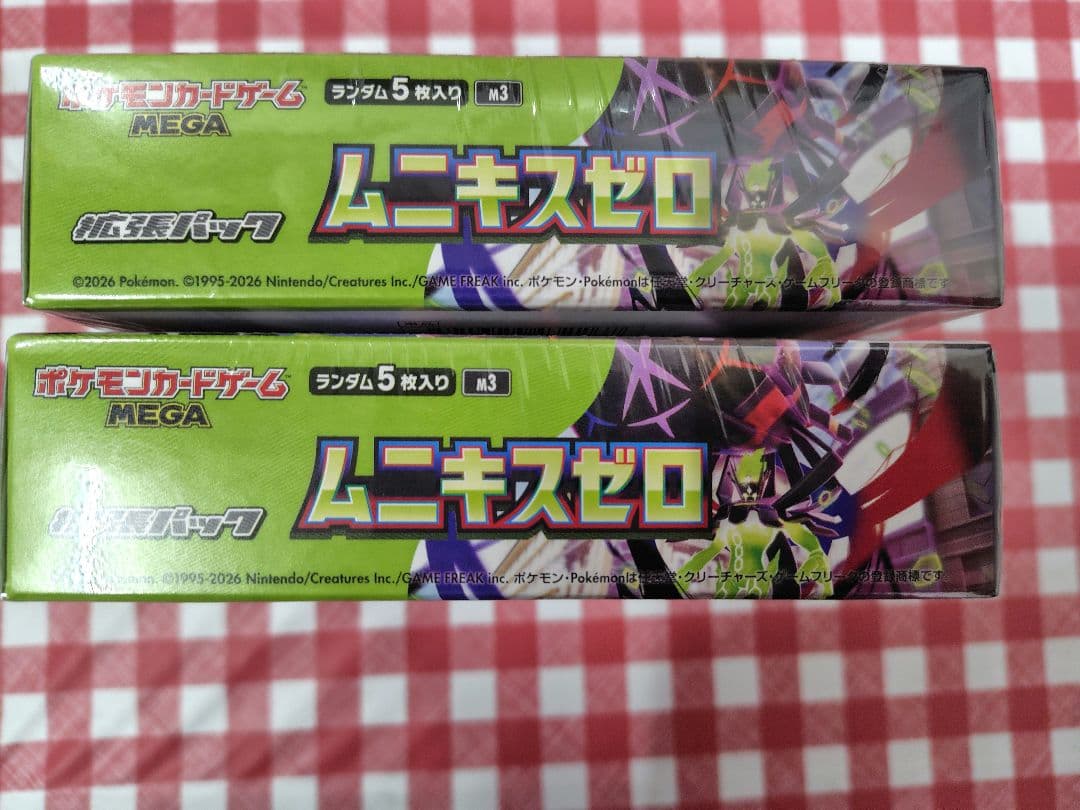 ポケモンカードゲーム
MEGA
ランダム5枚入り
M3
ムニキスゼロ
拡張パック
©2026 Pokémon. ©1995-2026 Nintendo/Creatures Inc./GAME FREAK inc. ポケモン・Pokémonは任天堂・クリーチャーズ・ゲームフリークの登録商標です
ポケモンカードゲーム
MEGA
ランダム5枚入り
M3
ムニキスゼロ
拡張パック
©1995-2026 Nintendo/Creatures Inc./GAME FREAK inc. ポケモン・Pokémonは任天堂・クリーチャーズ・ゲームフリークの登録商標です